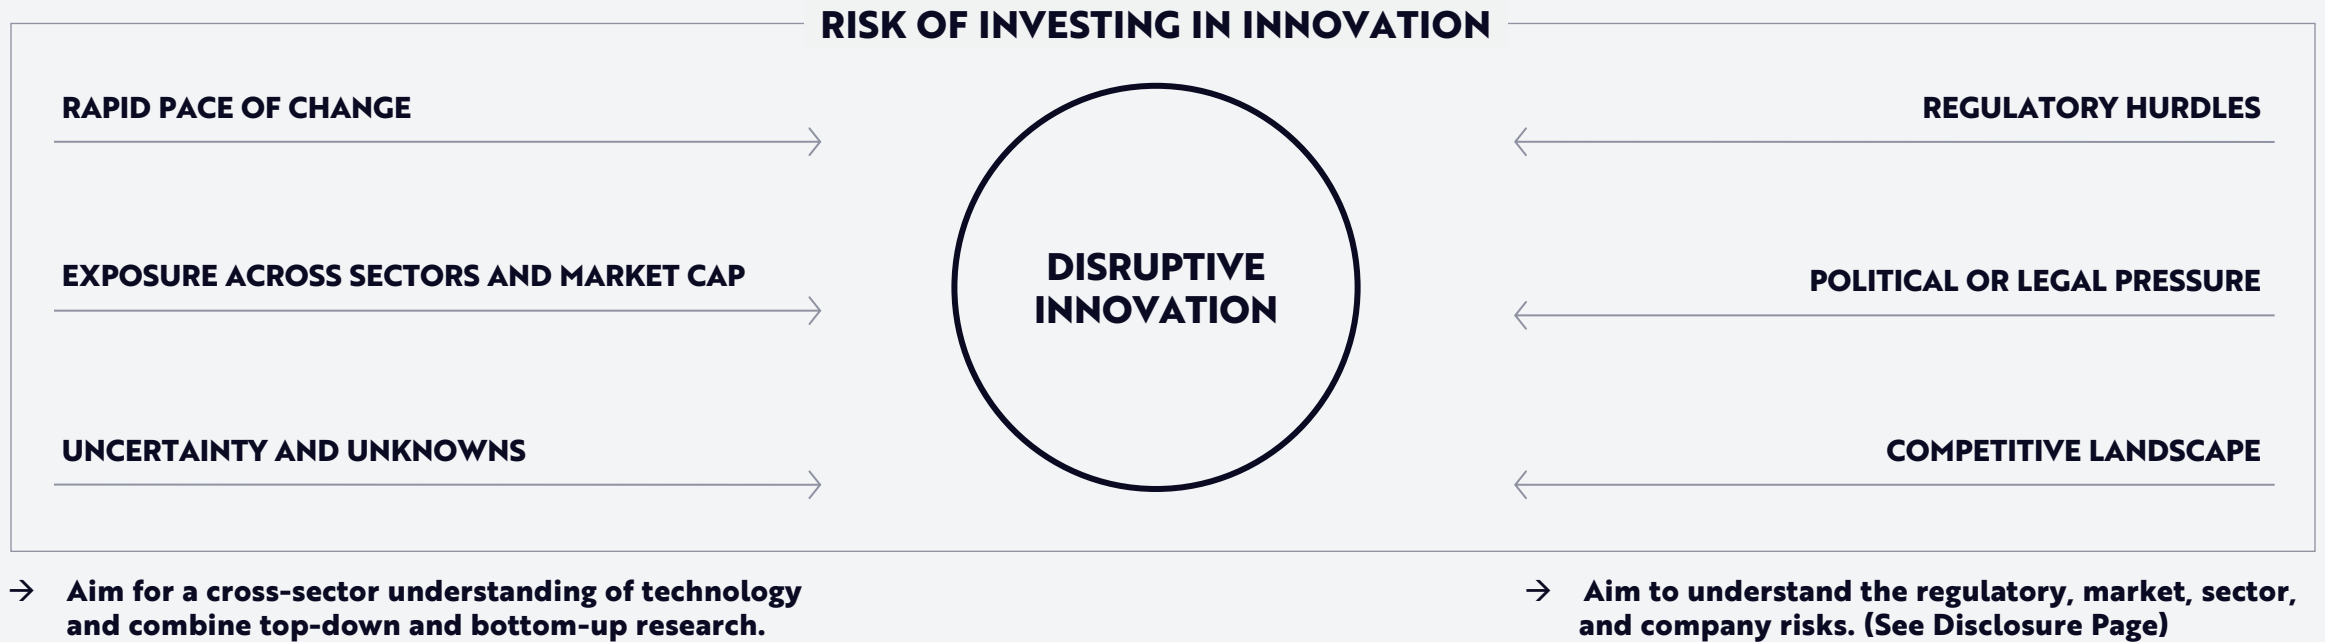 RISK OF INVESTING IN INNOVATION
RAPID PACE OF CHANGE
EXPOSURE ACROSS SECTORS AND MARKET CAP
UNCERTAINTY AND UNKNOWNS
DISRUPTIVE
INNOVATION
REGULATORY HURDLES
POLITICAL OR LEGAL PRESSURE
COMPETITIVE LANDSCAPE
→ Aim for a cross-sector understanding of technology
and combine top-down and bottom-up research.
→ Aim to understand the regulatory, market, sector,
and company risks. (See Disclosure Page)